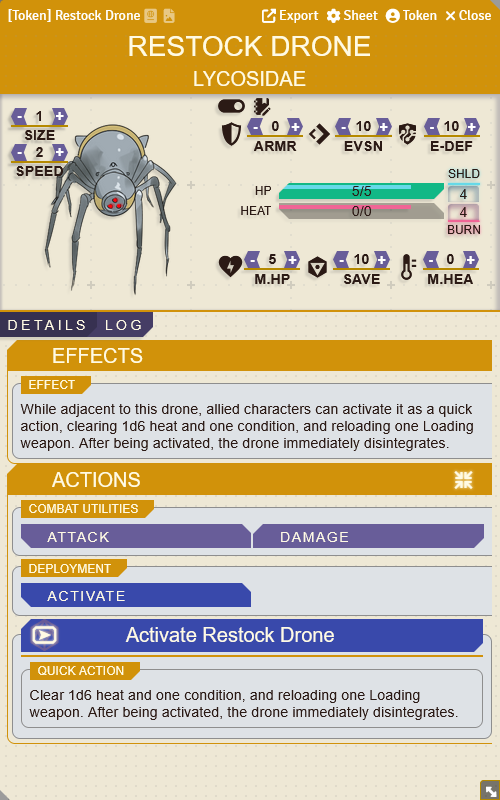 [Token] Restock Drone Export Sheet Token Close
RESTOCK DRONE
LYCOSIDAE
- 1 +
SIZE
- 2 +
SPEED
- 0 +
ARMR
- 10 +
EVSN
- 10 +
E-DEF
SHLD
HP 5/5 4
HEAT 0/0 4
BURN
- 5 +
M.HP
- 10 +
SAVE
- 0 +
M.HEA
DETAILS LOG
EFFECTS
EFFECT
While adjacent to this drone, allied characters can activate it as a quick
action, clearing 1d6 heat and one condition, and reloading one Loading
weapon. After being activated, the drone immediately disintegrates.
ACTIONS
COMBAT UTILITIES
ATTACK DAMAGE
DEPLOYMENT
ACTIVATE
Activate Restock Drone
QUICK ACTION
Clear 1d6 heat and one condition, and reloading one Loading
weapon. After being activated, the drone immediately disintegrates.